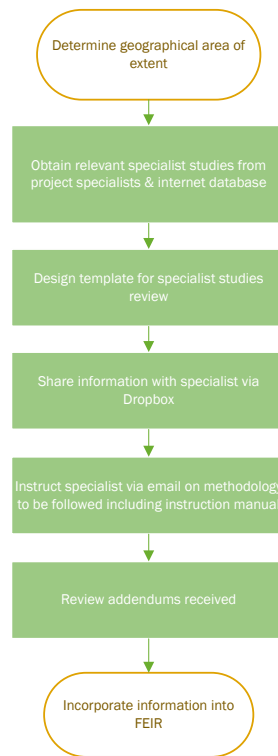 Determine geographical area of
extent
Obtain relevant specialist studies from
project specialists & internet database
Design template for specialist studies
review
Share information with specialist via
Dropbox
Instruct specialist via email on methodology
to be followed including instruction manual
Review addendums received
Incorporate information into
FEIR